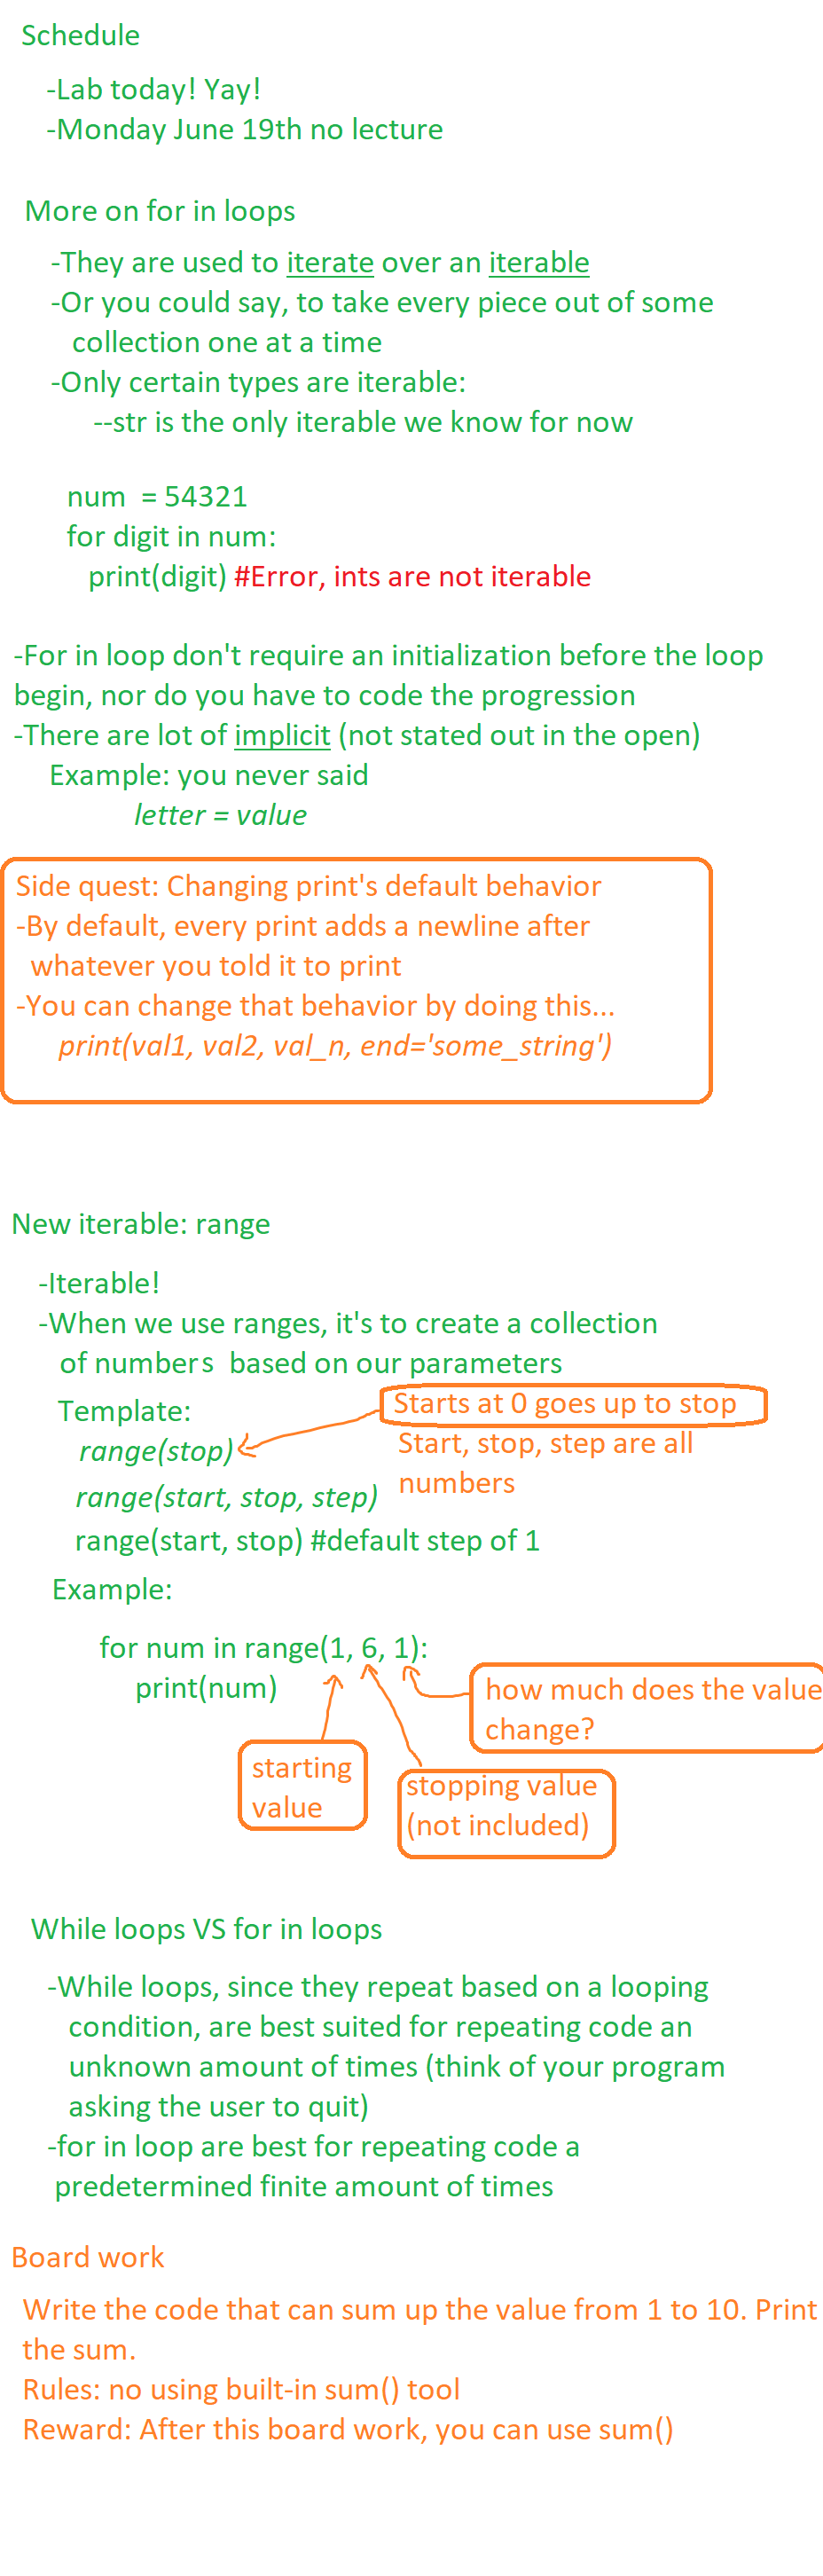 Schedule
-Lab today! Yay!
-Monday June 19th no lecture
More on for in loops
-They are used to iterate over an iterable
-Or you could say, to take every piece out of some
collection one at a time
-Only certain types are iterable:
--str is the only iterable we know for now
num  = 54321
for digit in num:
print(digit) #Error, ints are not iterable
-For in loop don't require an initialization before the loop
begin, nor do you have to code the progression
-There are lot of implicit (not stated out in the open)
Example: you never said
letter = value
Side quest: Changing print's default behavior
-By default, every print adds a newline after
whatever you told it to print
-You can change that behavior by doing this...
print(val1, val2, val_n, end='some_string')
New iterable: range
-Iterable!
-When we use ranges, it's to create a collection
of numbers  based on our parameters
Template:
Starts at 0 goes up to stop
range(stop)
Start, stop, step are all
numbers
range(start, stop, step)
range(start, stop) #default step of 1
Example:
for num in range(1, 6, 1):
print(num)
how much does the value
change?
starting
value
stopping value
(not included)
While loops VS for in loops
-While loops, since they repeat based on a looping
condition, are best suited for repeating code an
unknown amount of times (think of your program
asking the user to quit)
-for in loop are best for repeating code a
predetermined finite amount of times
Board work
Write the code that can sum up the value from 1 to 10. Print
the sum.
Rules: no using built-in sum() tool
Reward: After this board work, you can use sum()